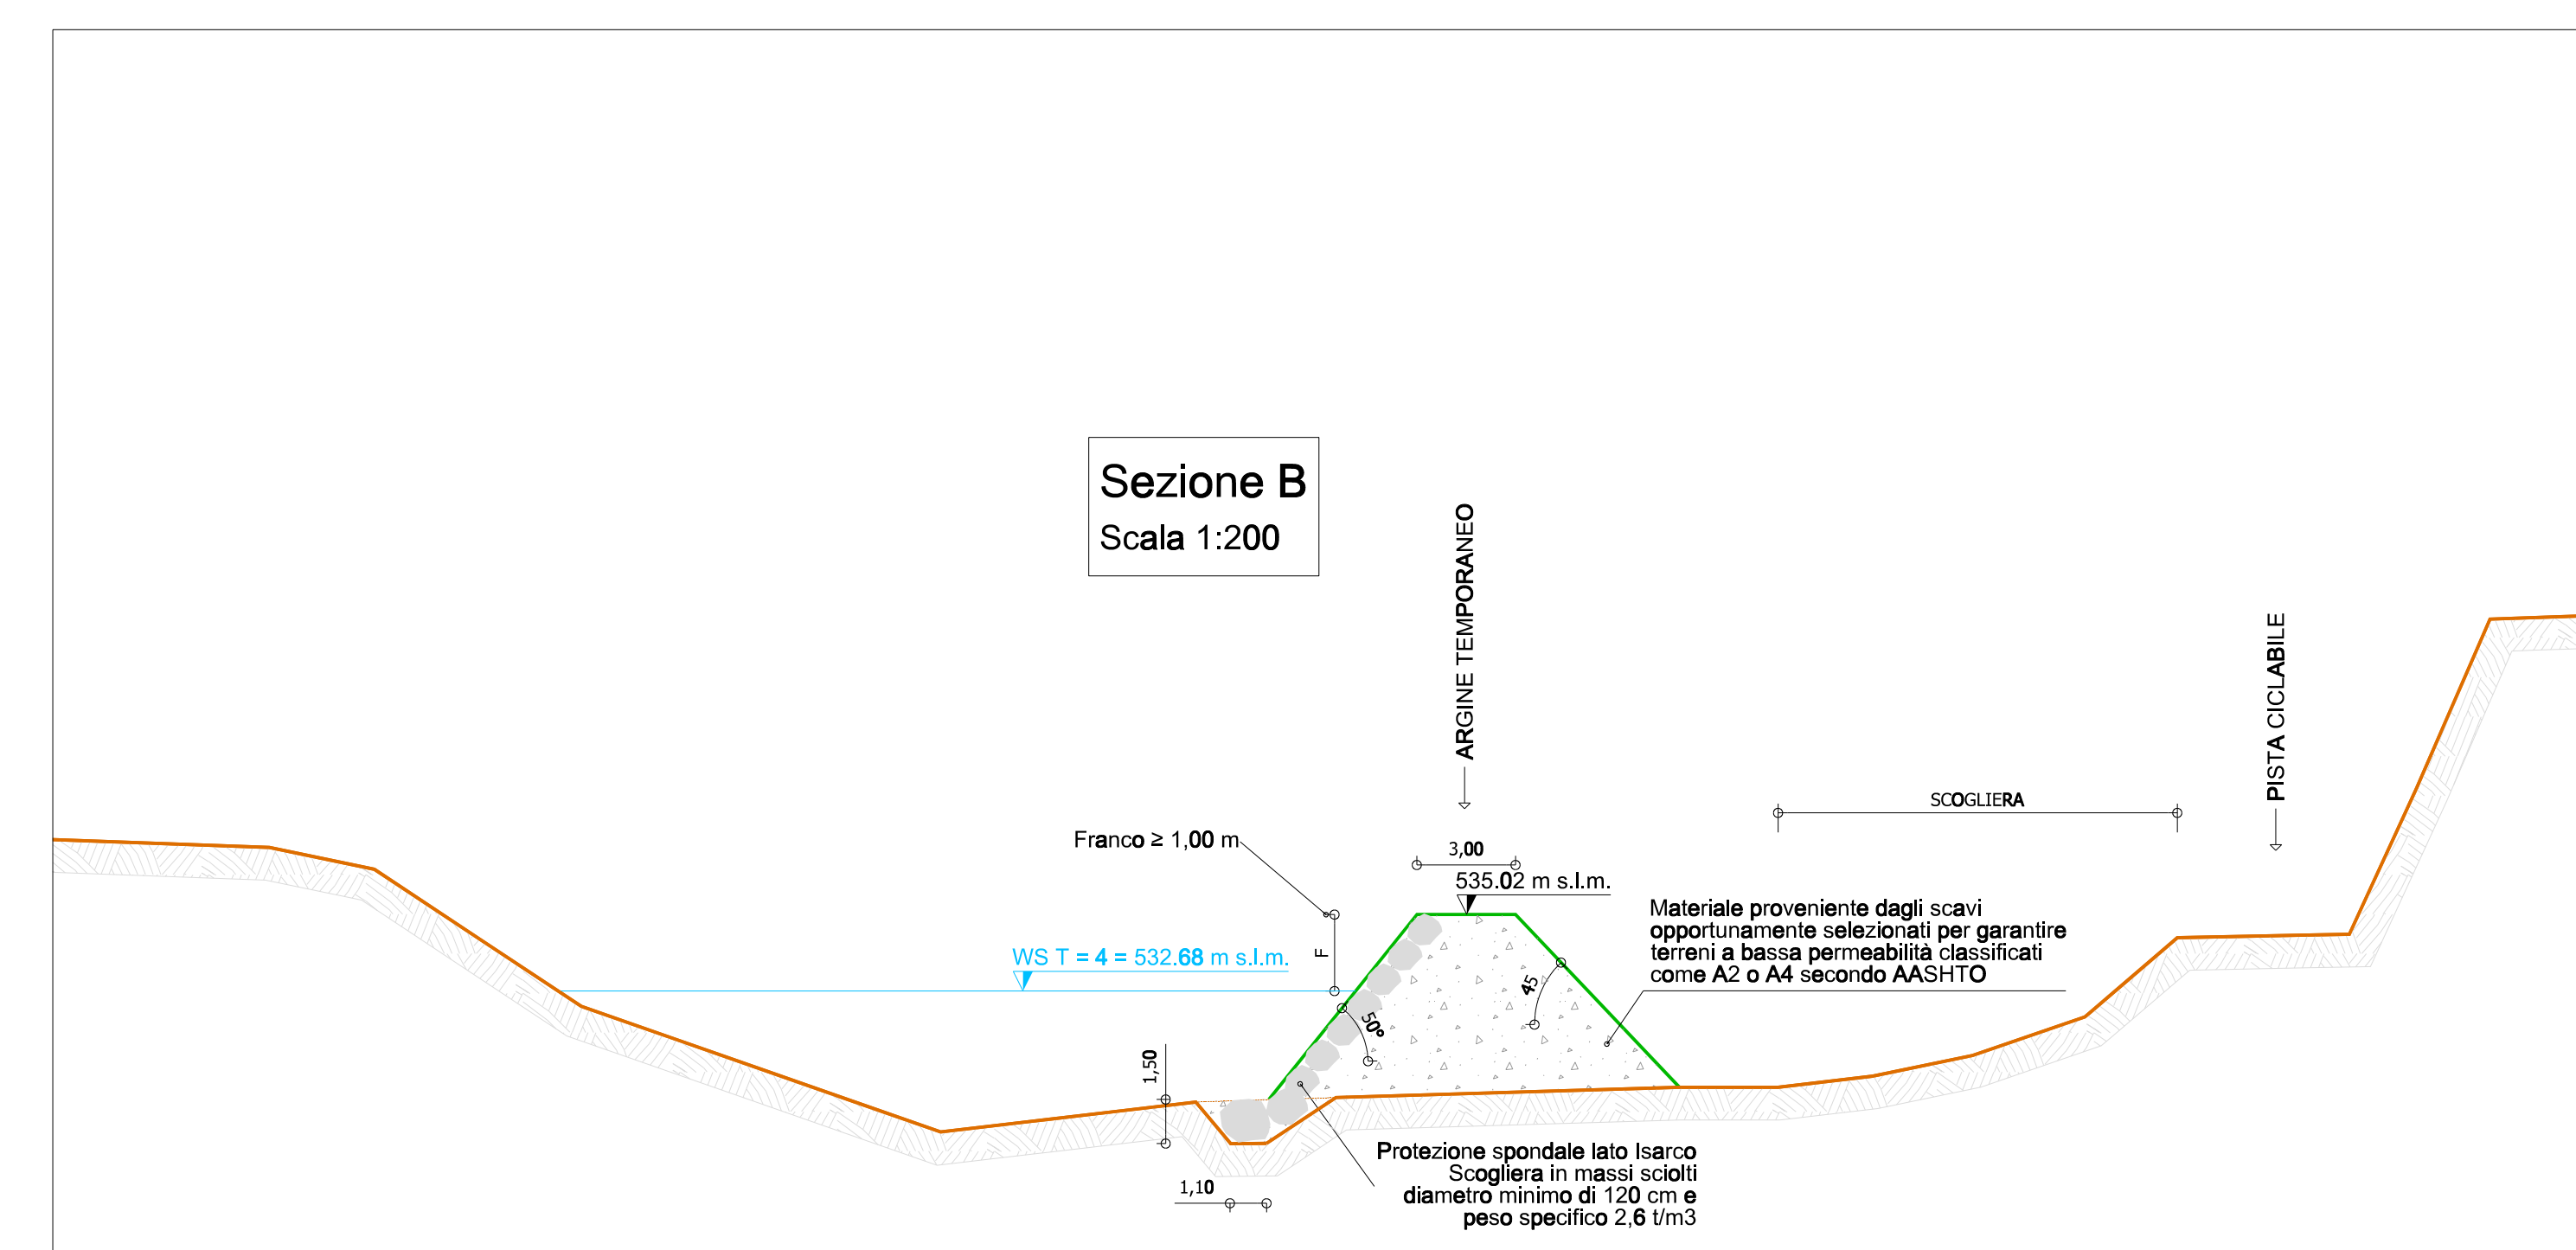 Sezione B
Scala 1:200
ARGINE TEMPORANEO
PISTA CICLABILE
SCOGLIERA
Franco ≥ 1,00 m
3,00
535.02 m s.l.m.
Materiale proveniente dagli scavi
opportunamente selezionati per garantire
terreni a bassa permeabilità classificati
come A2 o A4 secondo AASHTO
WS T = 4 = 532.68 m s.l.m.
F
45
50°
1,50
1,10
Protezione spondale lato Isarco
Scogliera in massi sciolti
diametro minimo di 120 cm e
peso specifico 2,6 t/m3